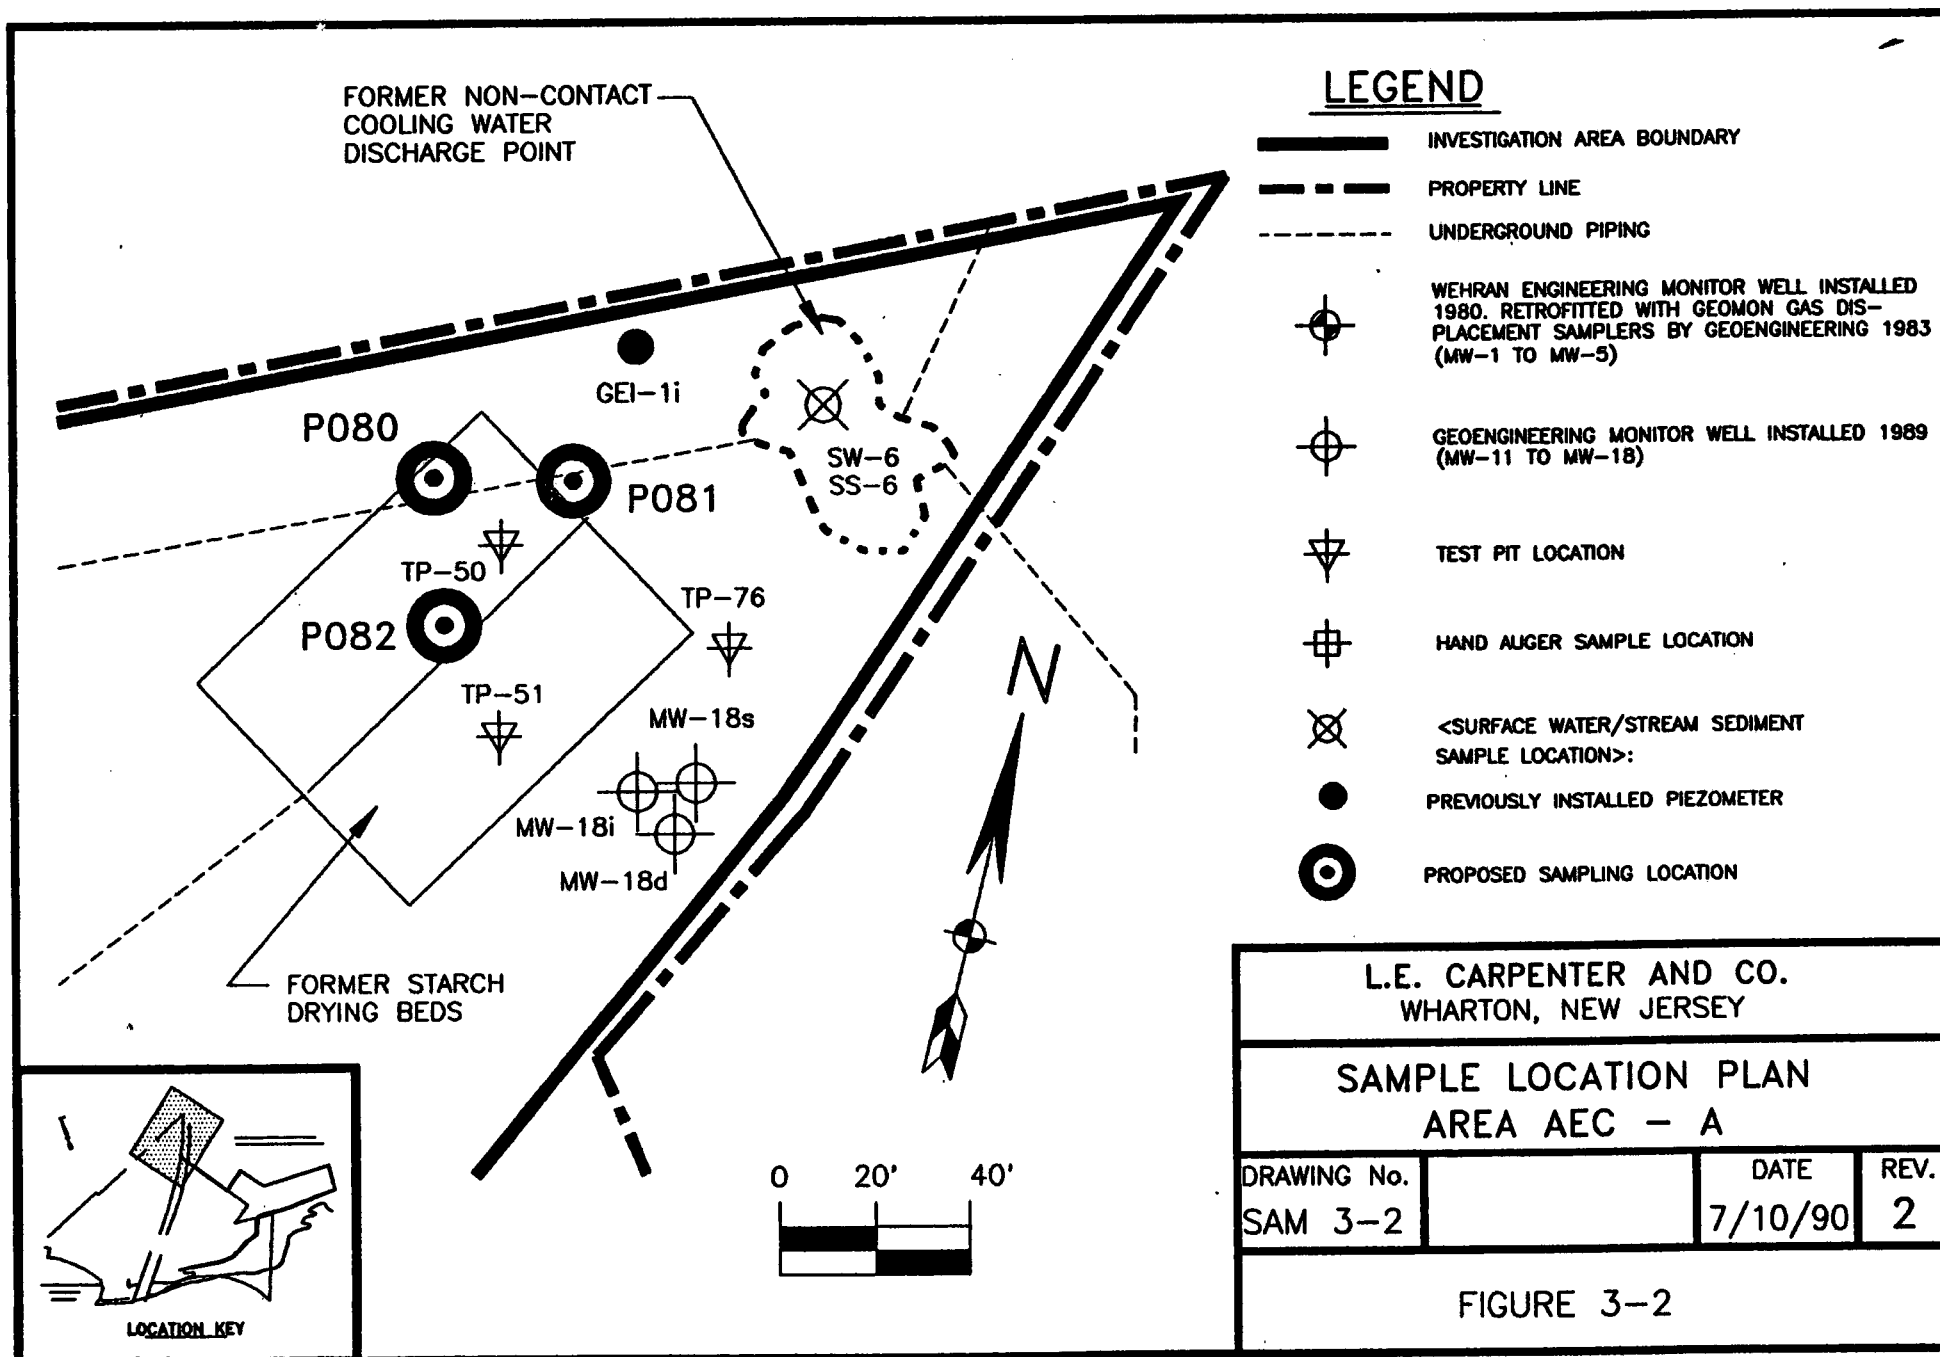 FORMER NON-CONTACT
COOLING WATER
DISCHARGE POINT
GEI-1i
P080
P081
SW-6
SS-6
TP-50
TP-76
P082
TP-51
MW-18s
MW-18i
MW-18d
FORMER STARCH
DRYING BEDS
N
0 20' 40'
LOCATION KEY
LEGEND
INVESTIGATION AREA BOUNDARY
PROPERTY LINE
UNDERGROUND PIPING
WEHRAN ENGINEERING MONITOR WELL INSTALLED
1980. RETROFITTED WITH GEOMON GAS DIS-
PLACEMENT SAMPLERS BY GEOENGINEERING 1983
(MW-1 TO MW-5)
GEOENGINEERING MONITOR WELL INSTALLED 1989
(MW-11 TO MW-18)
TEST PIT LOCATION
HAND AUGER SAMPLE LOCATION
<SURFACE WATER/STREAM SEDIMENT
SAMPLE LOCATION>:
PREVIOUSLY INSTALLED PIEZOMETER
PROPOSED SAMPLING LOCATION
L.E. CARPENTER AND CO.
WHARTON, NEW JERSEY
SAMPLE LOCATION PLAN
AREA AEC - A
DRAWING No.
SAM 3-2
DATE
7/10/90
REV.
2
FIGURE 3-2